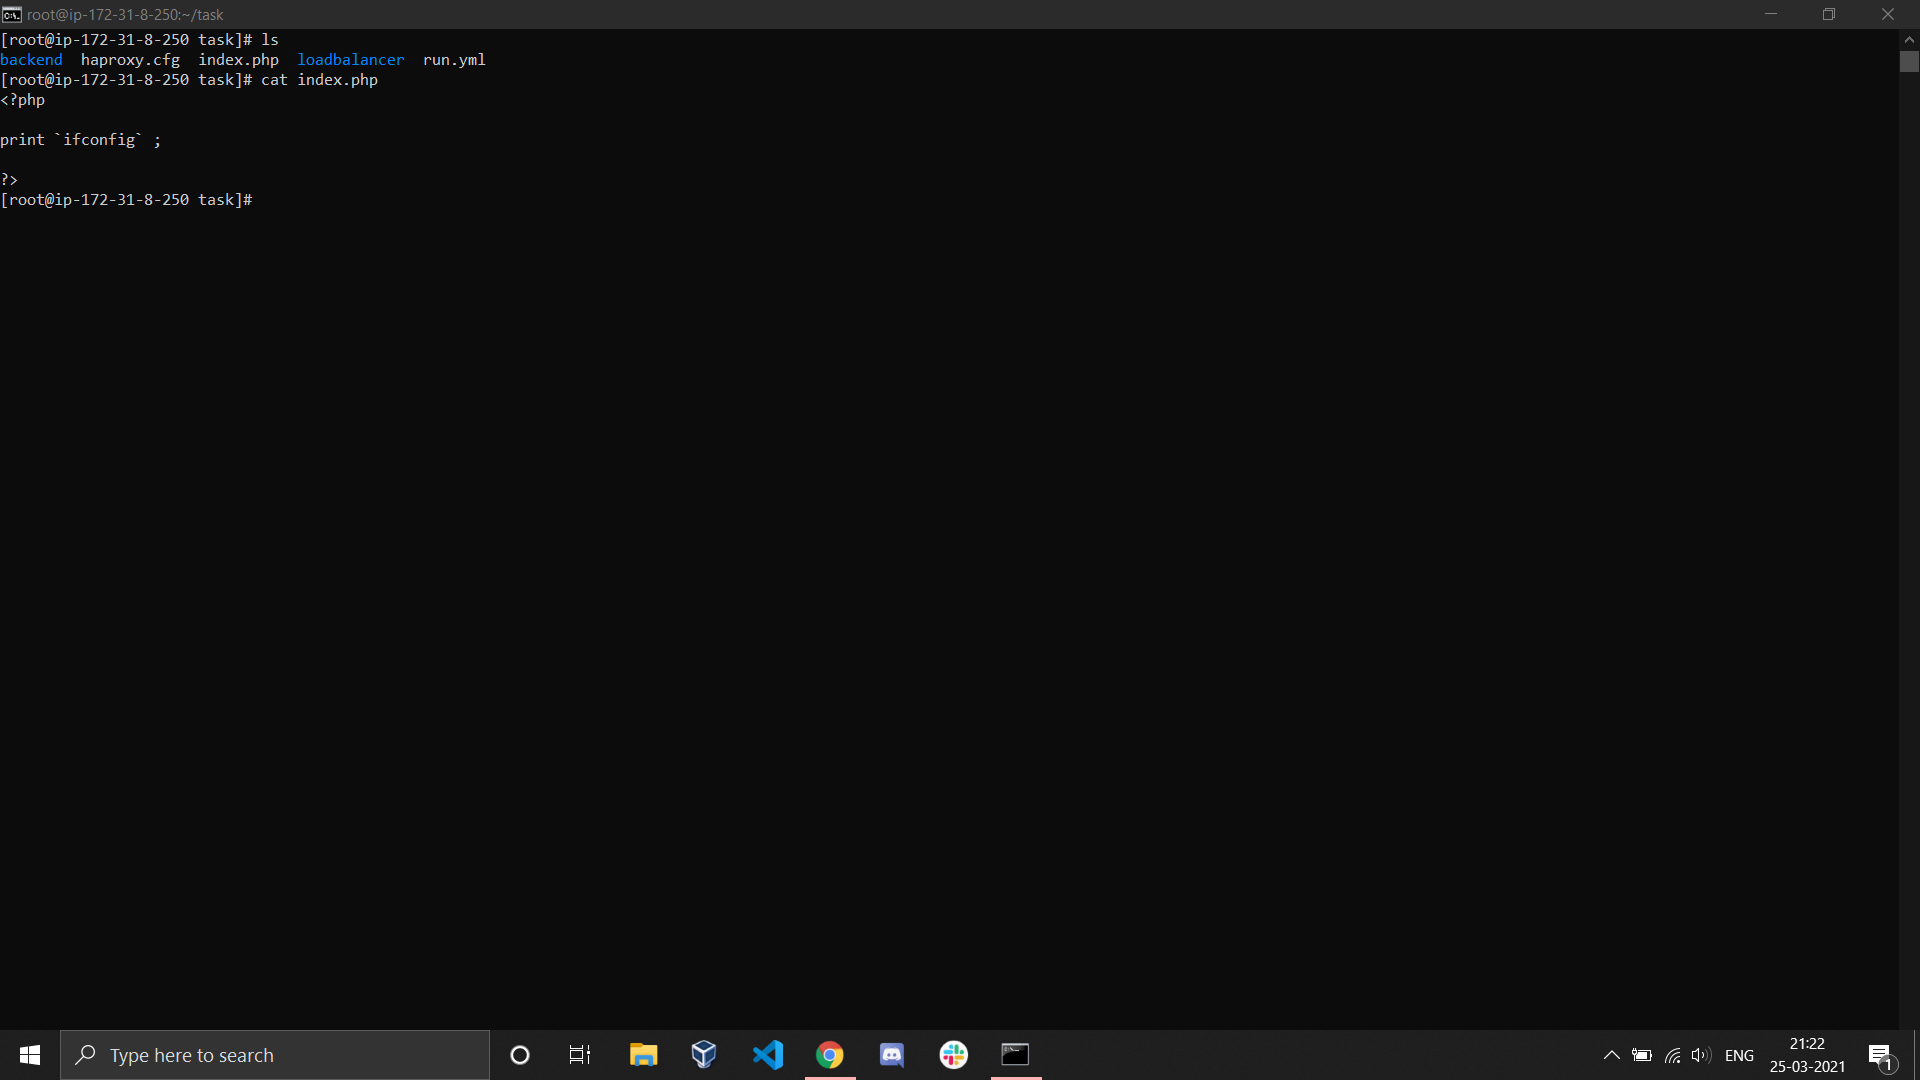 root@ip-172-31-8-250:~/task
[root@ip-172-31-8-250 task]# ls
backend  haproxy.cfg  index.php  loadbalancer  run.yml
[root@ip-172-31-8-250 task]# cat index.php
<?php
print `ifconfig` ;
?>
[root@ip-172-31-8-250 task]#
Type here to search
ENG
21:22
25-03-2021
1